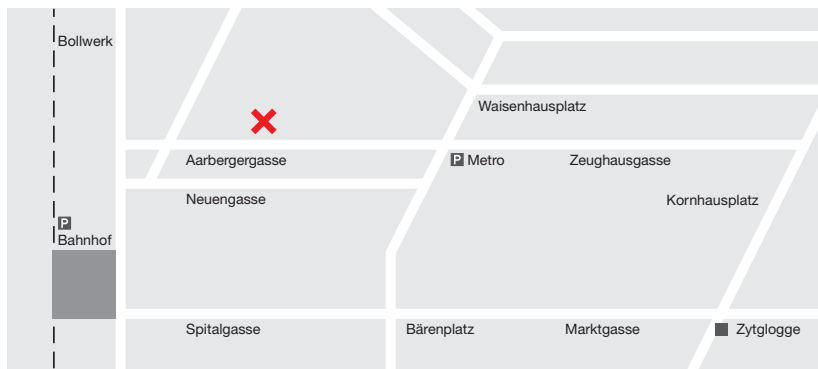 Bollwerk
Waisenhausplatz
Aarbergergasse
P Metro
Zeughausgasse
Neuengasse
Kornhausplatz
P
Bahnhof
Spitalgasse
Bärenplatz
Marktgasse
Zytglogge